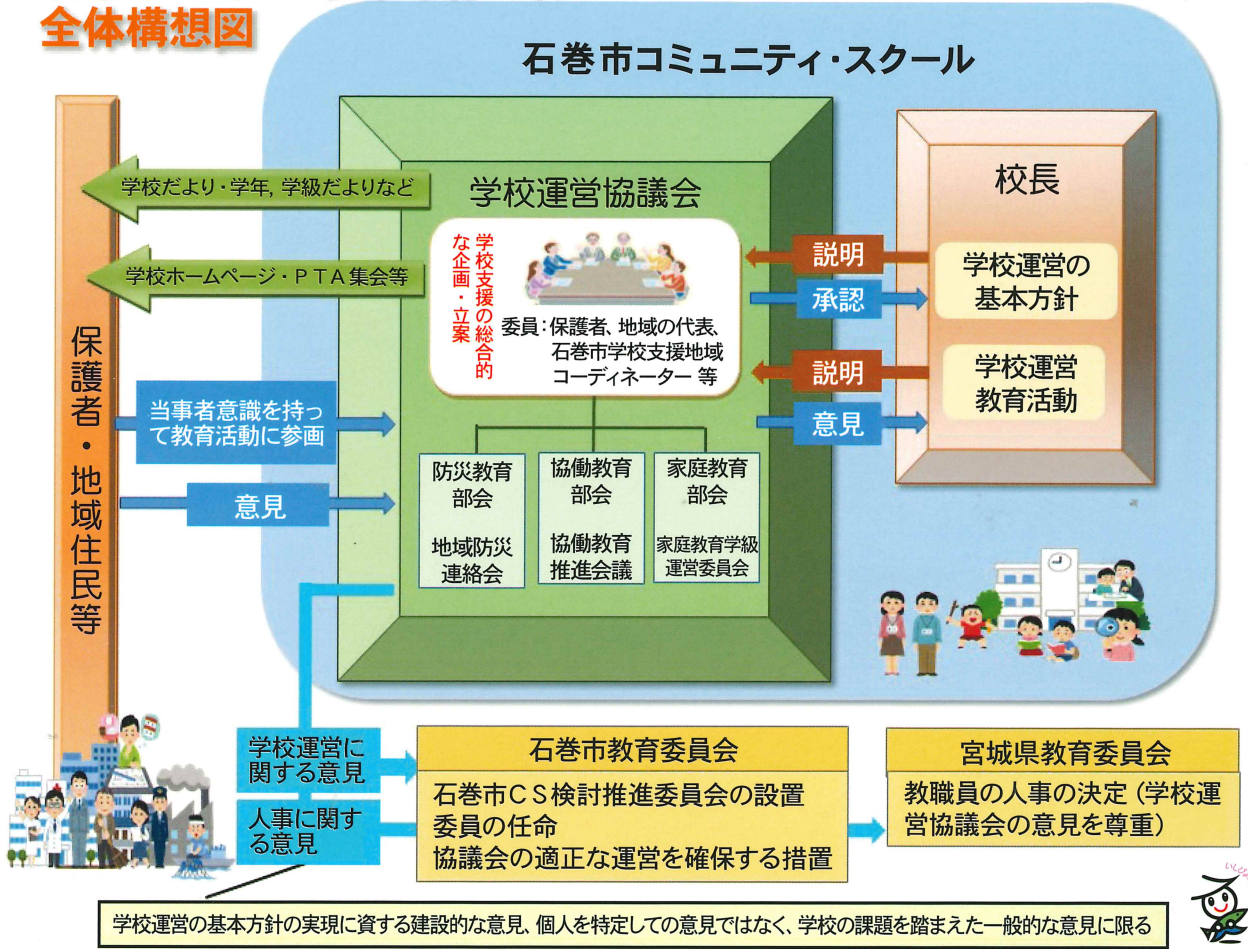 全体構想図
石巻市コミュニティ・スクール
学校だより・学年，学級だよりなど
学校ホームページ・ＰＴＡ集会等
保護者・地域住民等
当事者意識を持っ
て教育活動に参画
意見
学校運営協議会
学校支援の総合的
な企画・立案
委員：保護者、地域の代表、
石巻市学校支援地域
コーディネーター 等
防災教育
部会
地域防災
連絡会
協働教育
部会
協働教育
推進会議
家庭教育
部会
家庭教育学級
運営委員会
説明
承認
説明
意見
校長
学校運営の
基本方針
学校運営
教育活動
学校運営に
関する意見
人事に関す
る意見
石巻市教育委員会
石巻市ＣＳ検討推進委員会の設置
委員の任命
協議会の適正な運営を確保する措置
宮城県教育委員会
教職員の人事の決定（学校運
営協議会の意見を尊重）
学校運営の基本方針の実現に資する建設的な意見、個人を特定しての意見ではなく、学校の課題を踏まえた一般的な意見に限る